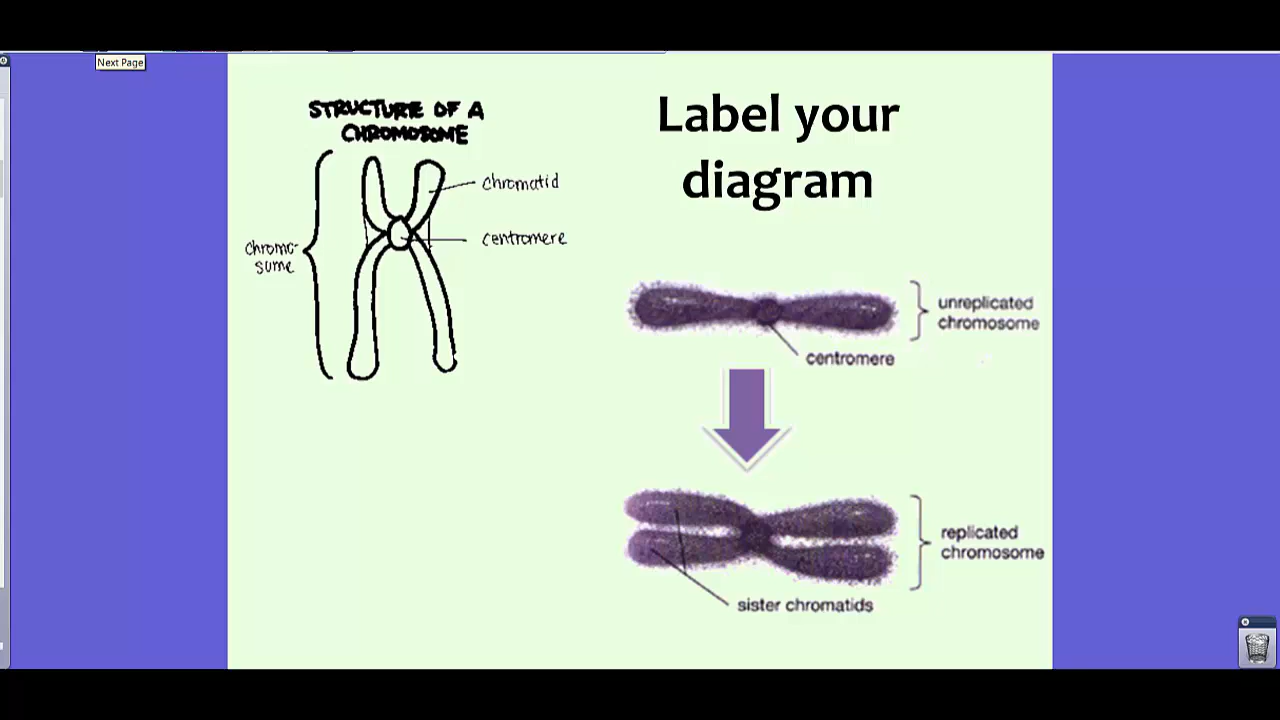 Next Page
STRUCTURE OF A
CHROMOSOME
chromatid
centromere
chromo-
some
Label your
diagram
unreplicated
chromosome
centromere
replicated
chromosome
sister chromatids